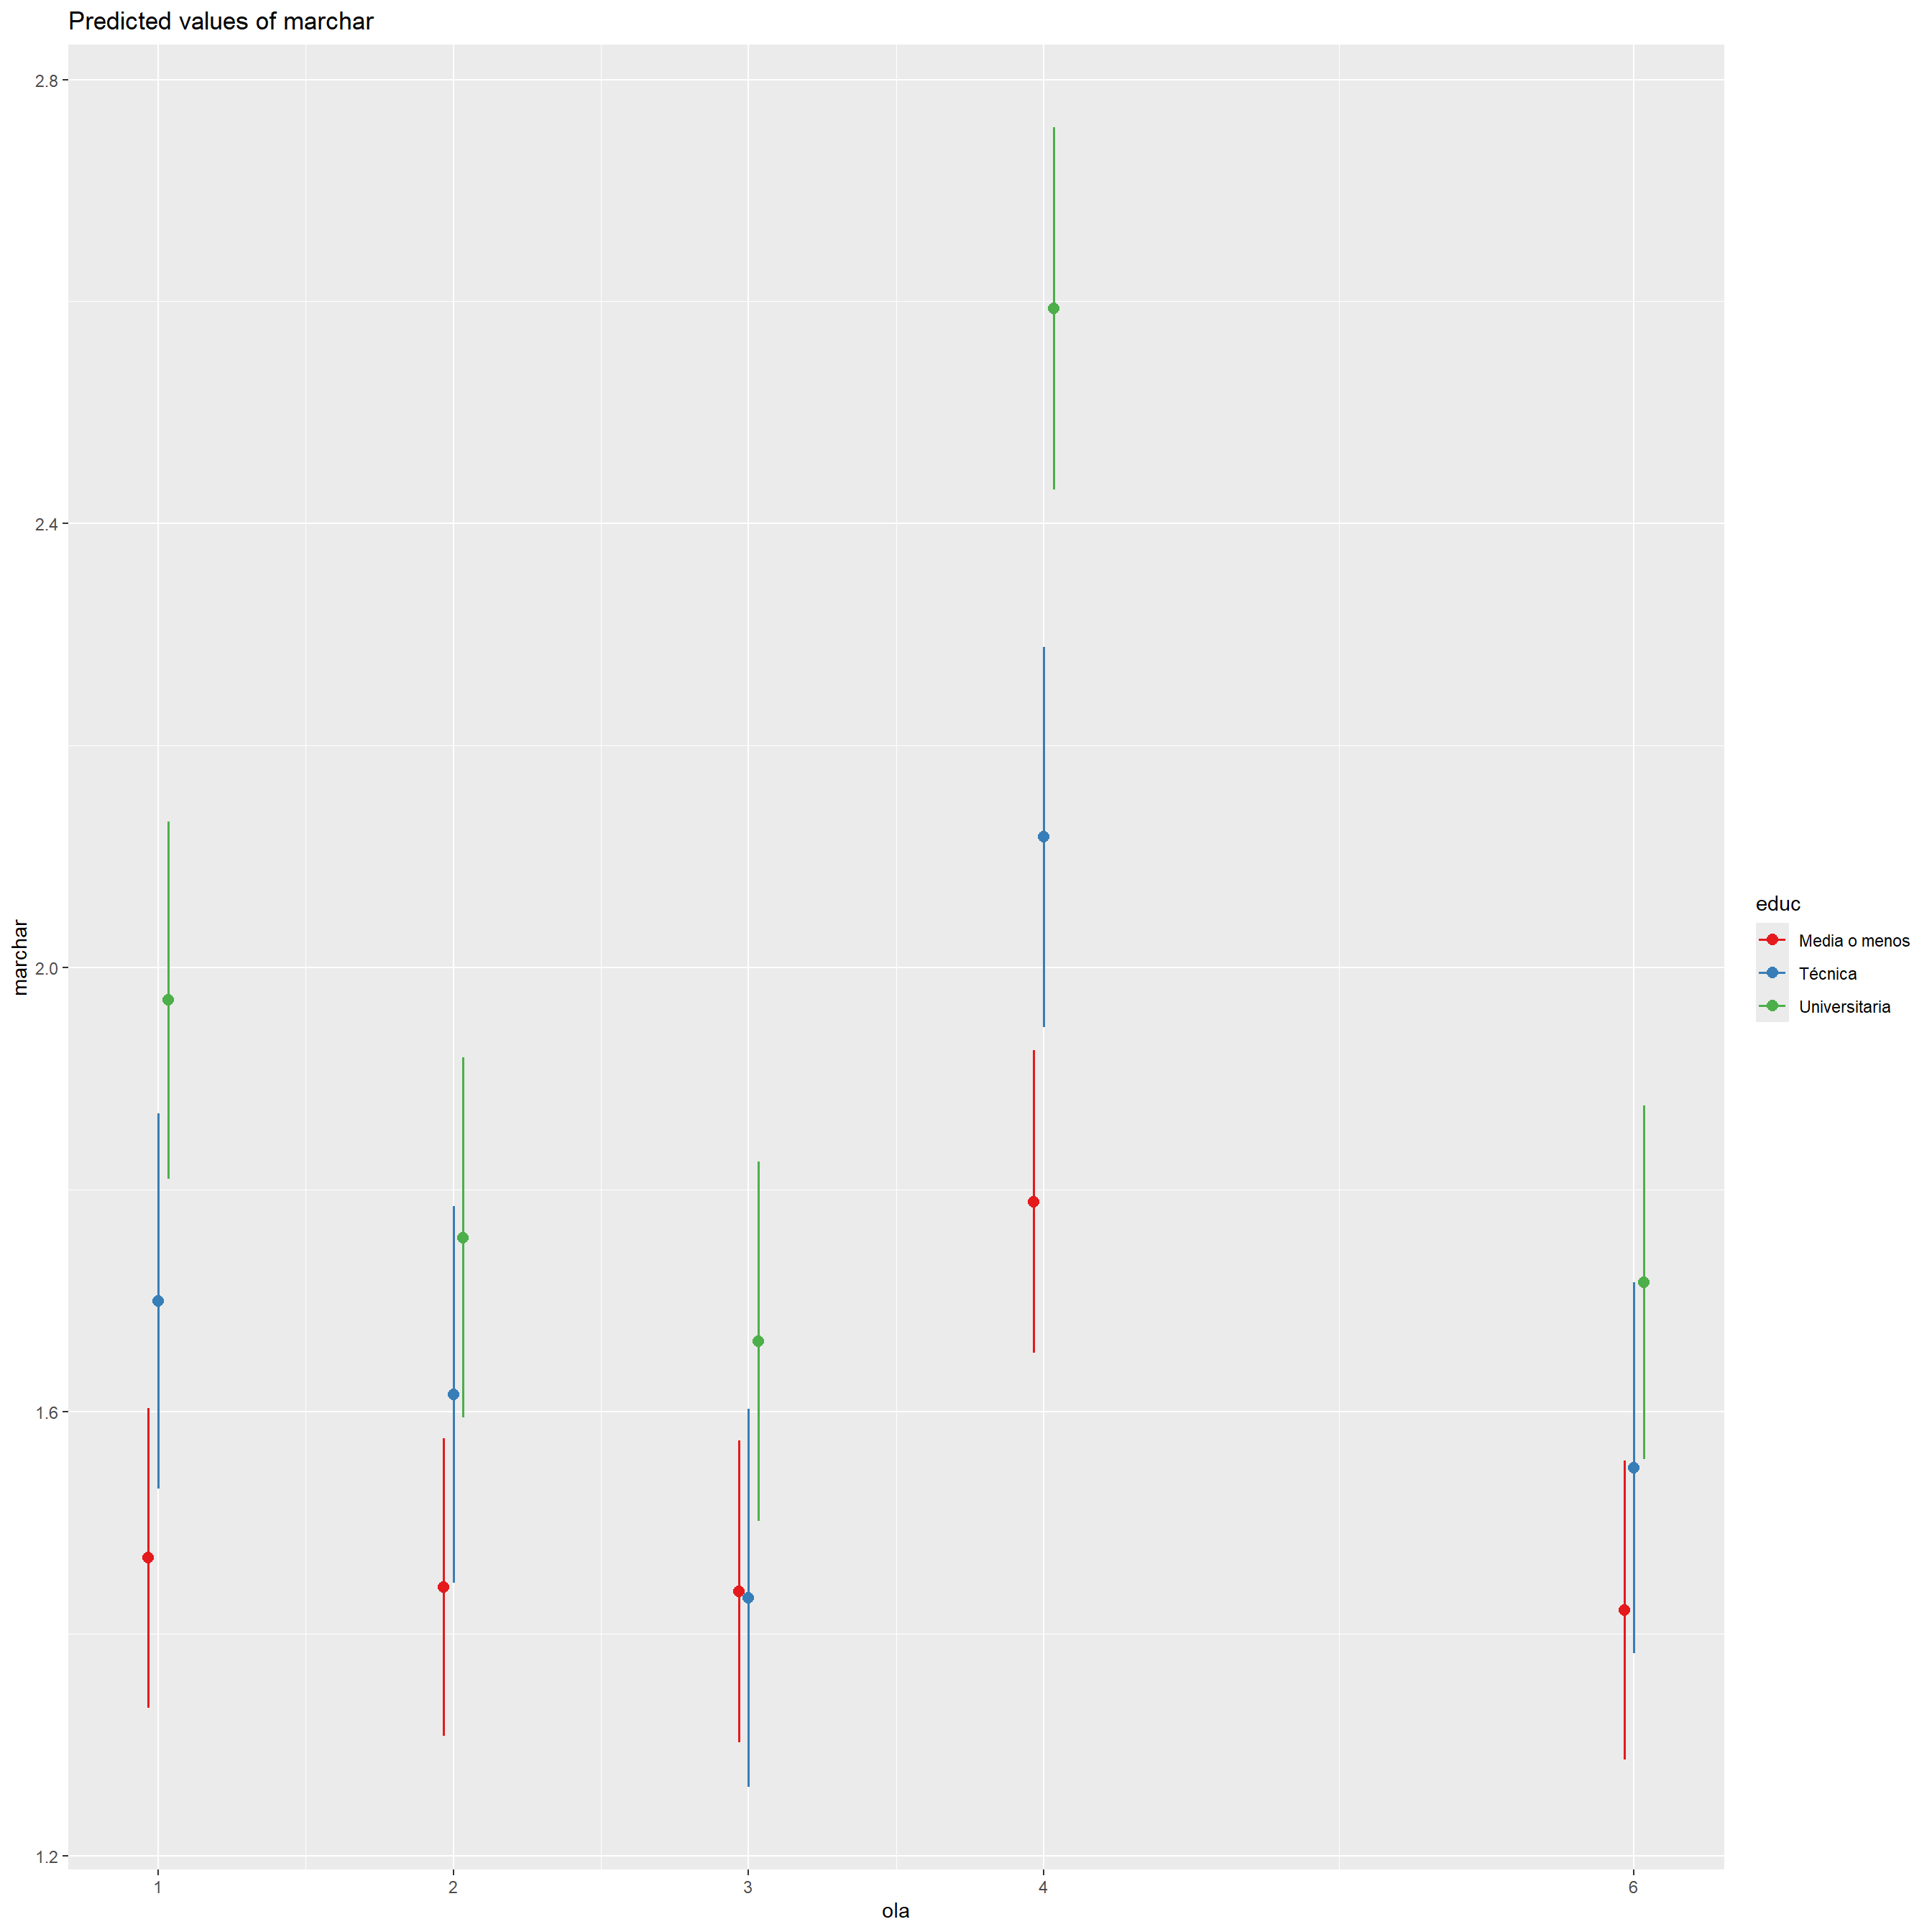 Predicted values of marchar
2.8
2.4
2.0
1.6
1.2
marchar
1
2
3
4
6
ola
educ
Media o menos
Técnica
Universitaria